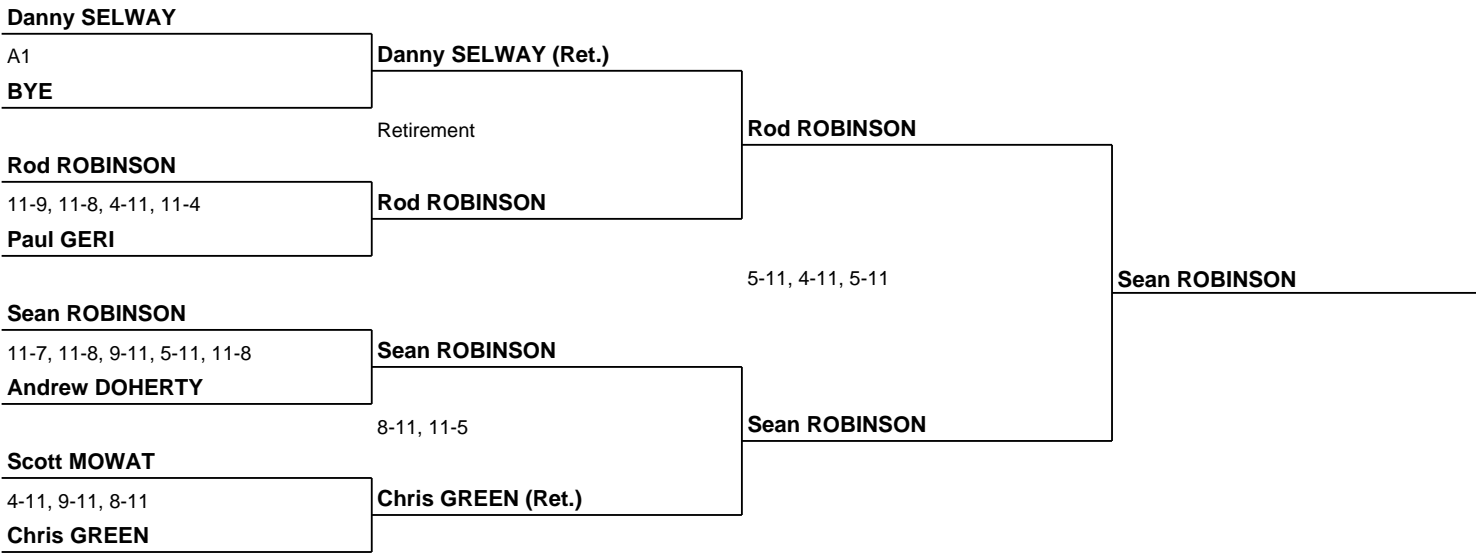 Danny SELWAY
A1
BYE
Danny SELWAY (Ret.)
Retirement
Rod ROBINSON
Rod ROBINSON
11-9, 11-8, 4-11, 11-4
Paul GERI
Rod ROBINSON
5-11, 4-11, 5-11
Sean ROBINSON
Sean ROBINSON
11-7, 11-8, 9-11, 5-11, 11-8
Andrew DOHERTY
Sean ROBINSON
8-11, 11-5
Sean ROBINSON
Scott MOWAT
4-11, 9-11, 8-11
Chris GREEN
Chris GREEN (Ret.)